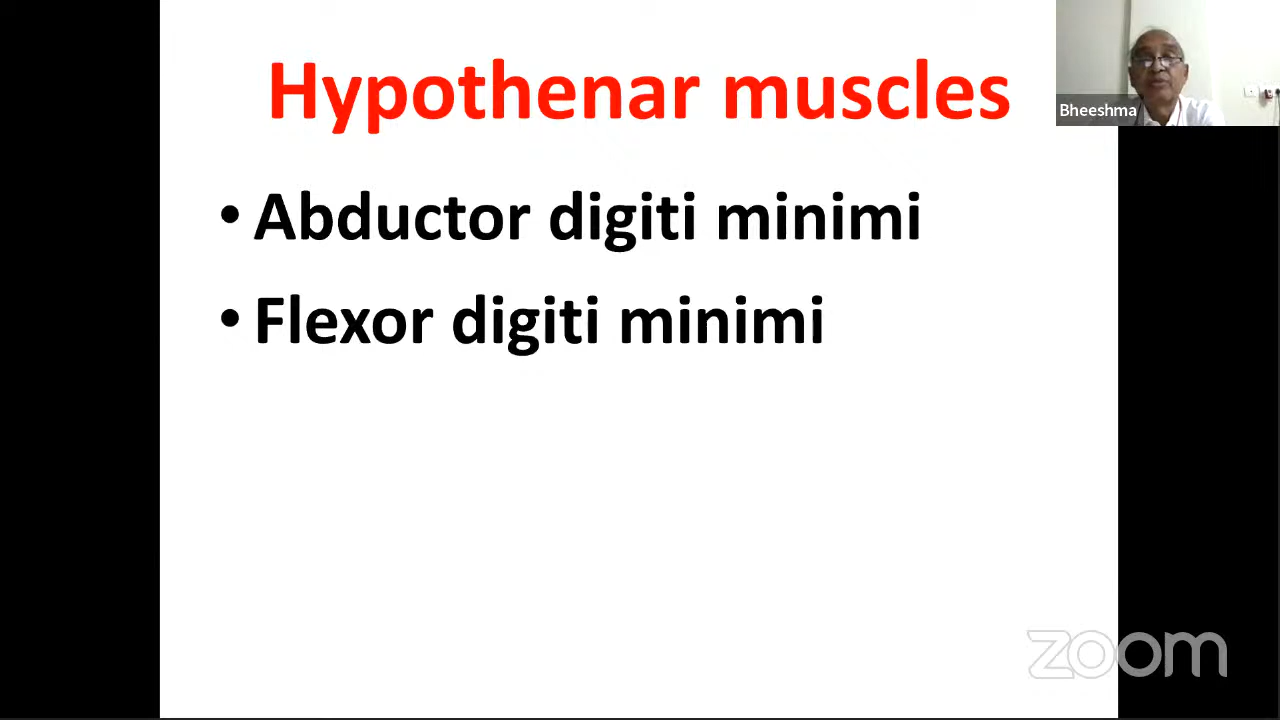 Hypothenar muscles
Bheeshma
• Abductor digiti minimi
• Flexor digiti minimi
zoom